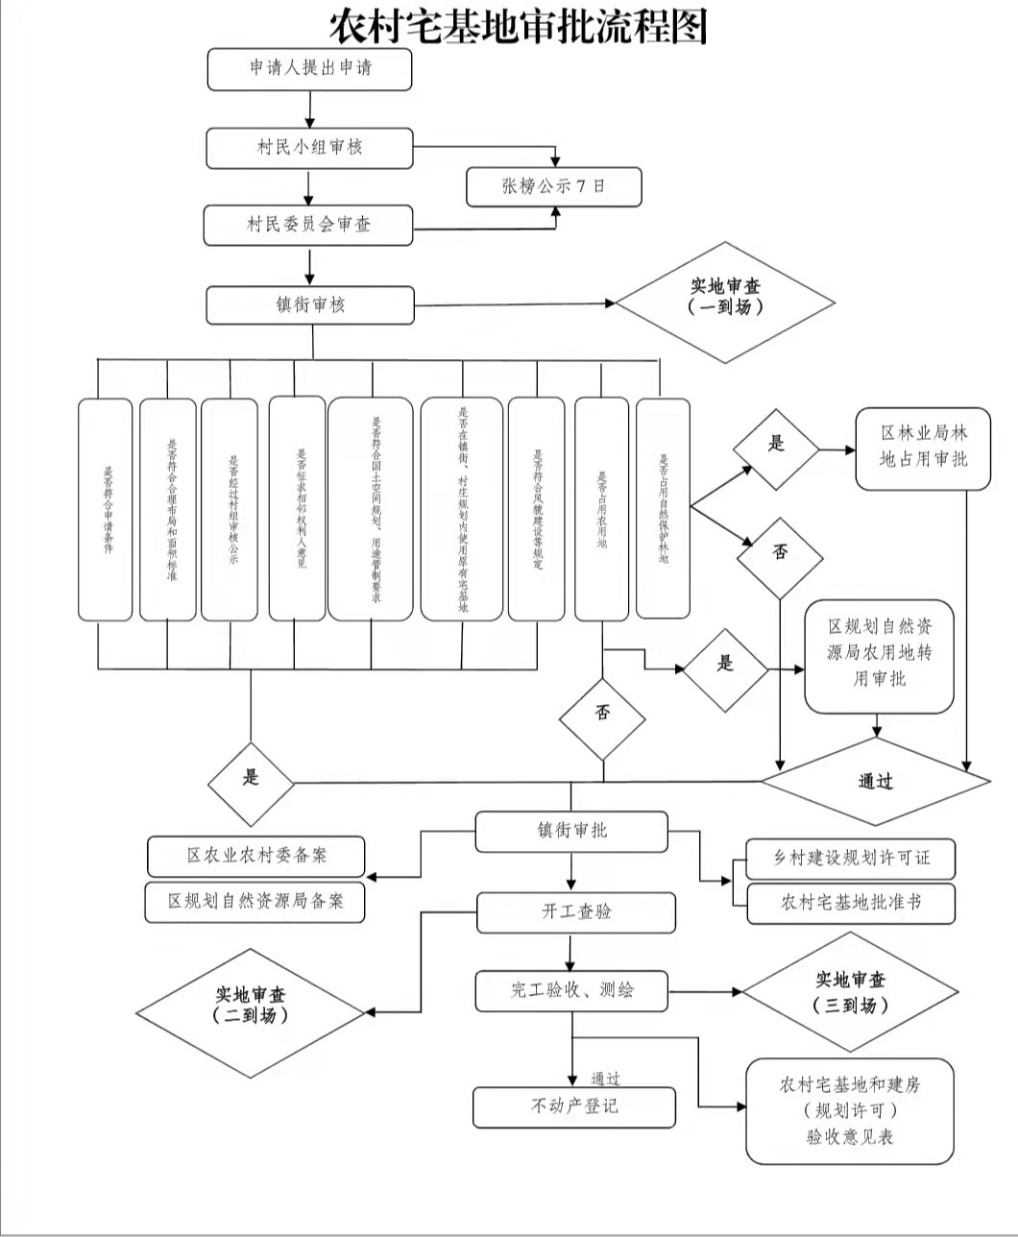 农村宅基地审批流程图
申请人提出申请
村民小组审核
张榜公示7日
村民委员会审查
镇街审核
实地审查
（一到场）
是否符合申请条件
是否符合合理布局和面积标准
是否经过村组审核公示
是否征求相邻权利人意见
是否符合国土空间规划、用途管制要求
是否在镇街、村庄规划内使用原有宅基地
是否符合风貌建设等规定
是否占用农用地
是否占用自然保护林地
是
区林业局林
地占用审批
否
是
区规划自然资
源局农用地转
用审批
否
是
通过
镇街审批
区农业农村委备案
区规划自然资源局备案
乡村建设规划许可证
农村宅基地批准书
开工查验
实地审查
（二到场）
完工验收、测绘
实地审查
（三到场）
通过
不动产登记
农村宅基地和建房
（规划许可）
验收意见表